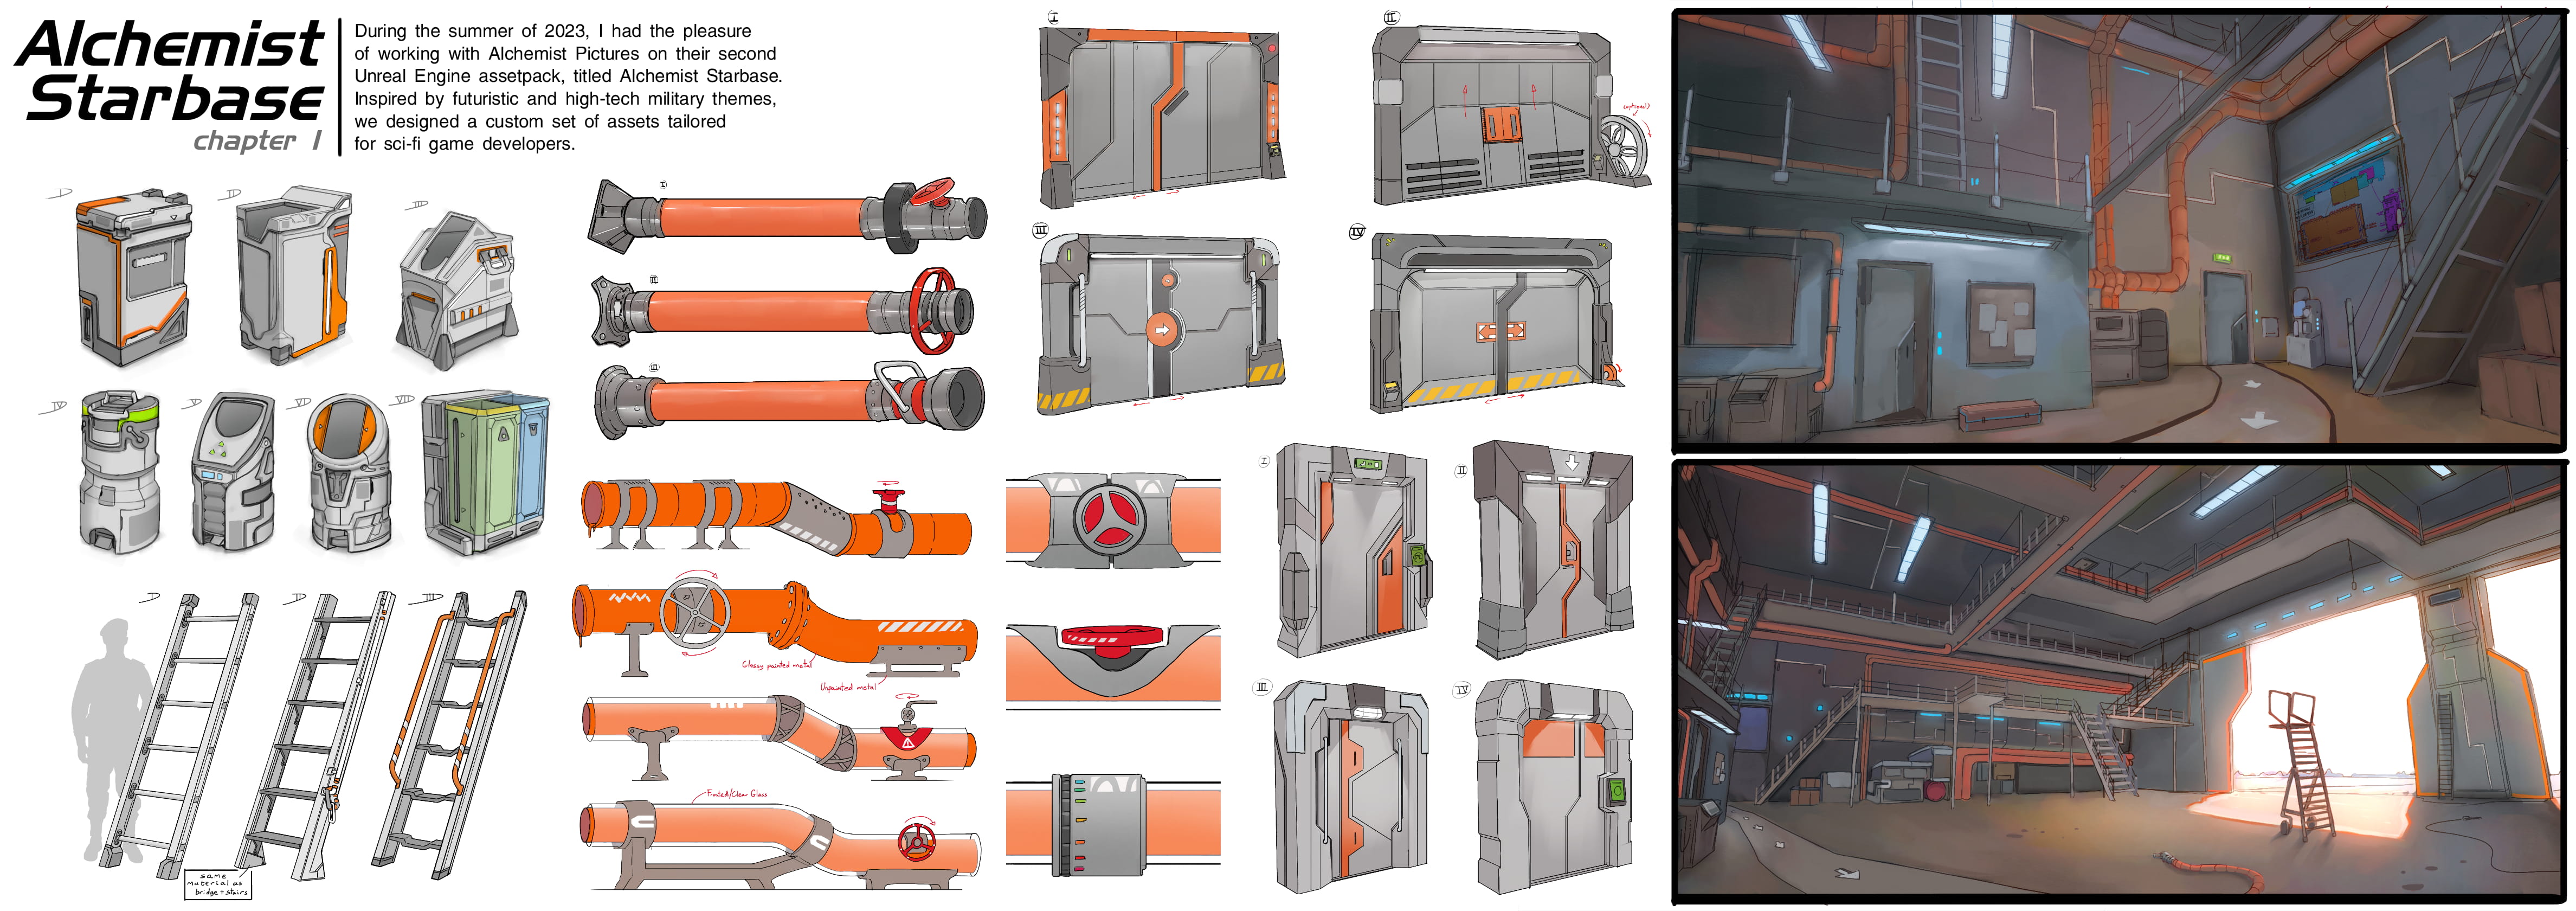 Alchemist
Starbase
chapter I
During the summer of 2023, I had the pleasure
of working with Alchemist Pictures on their second
Unreal Engine assetpack, titled Alchemist Starbase.
Inspired by futuristic and high-tech military themes,
we designed a custom set of assets tailored
for sci-fi game developers.
I
II
III
IV
V
VI
VII
I
II
III
same
material as
bridge + stairs
I
II
III
Glossy painted metal
Unpainted metal
Frosted/Clear Glass
I
II
(optional)
III
IV
I
II
III
IV